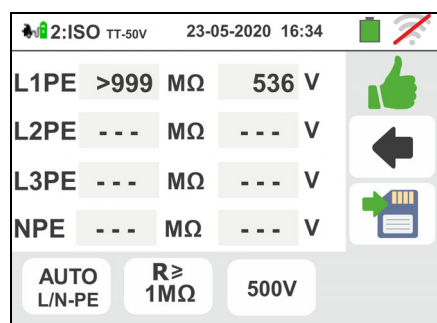 2:ISO TT-50V 23-05-2020 16:34
L1PE >999 MΩ 536 V
L2PE --- MΩ --- V
L3PE --- MΩ --- V
NPE --- MΩ --- V
AUTO R≥ 500V
L/N-PE 1MΩ